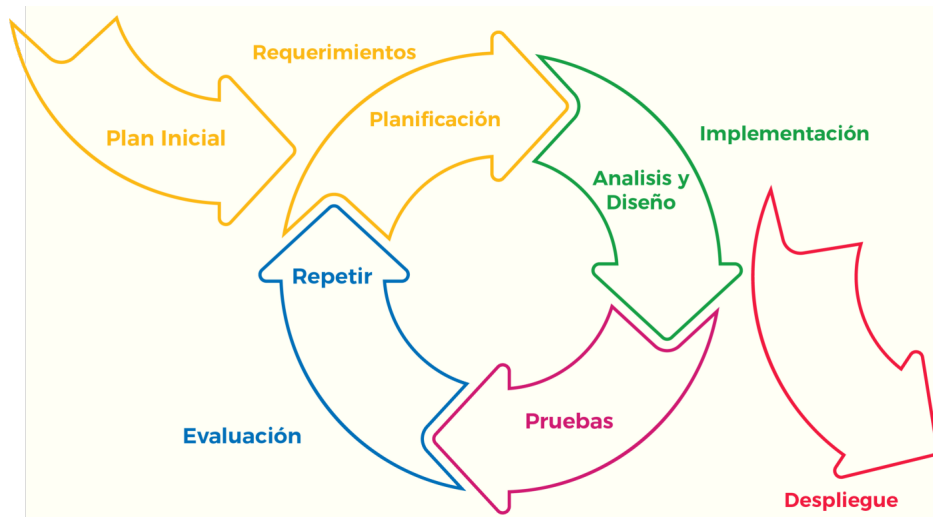 Requerimientos
Plan Inicial
Planificación
Implementación
Analisis y
Diseño
Repetir
Pruebas
Evaluación
Despliegue